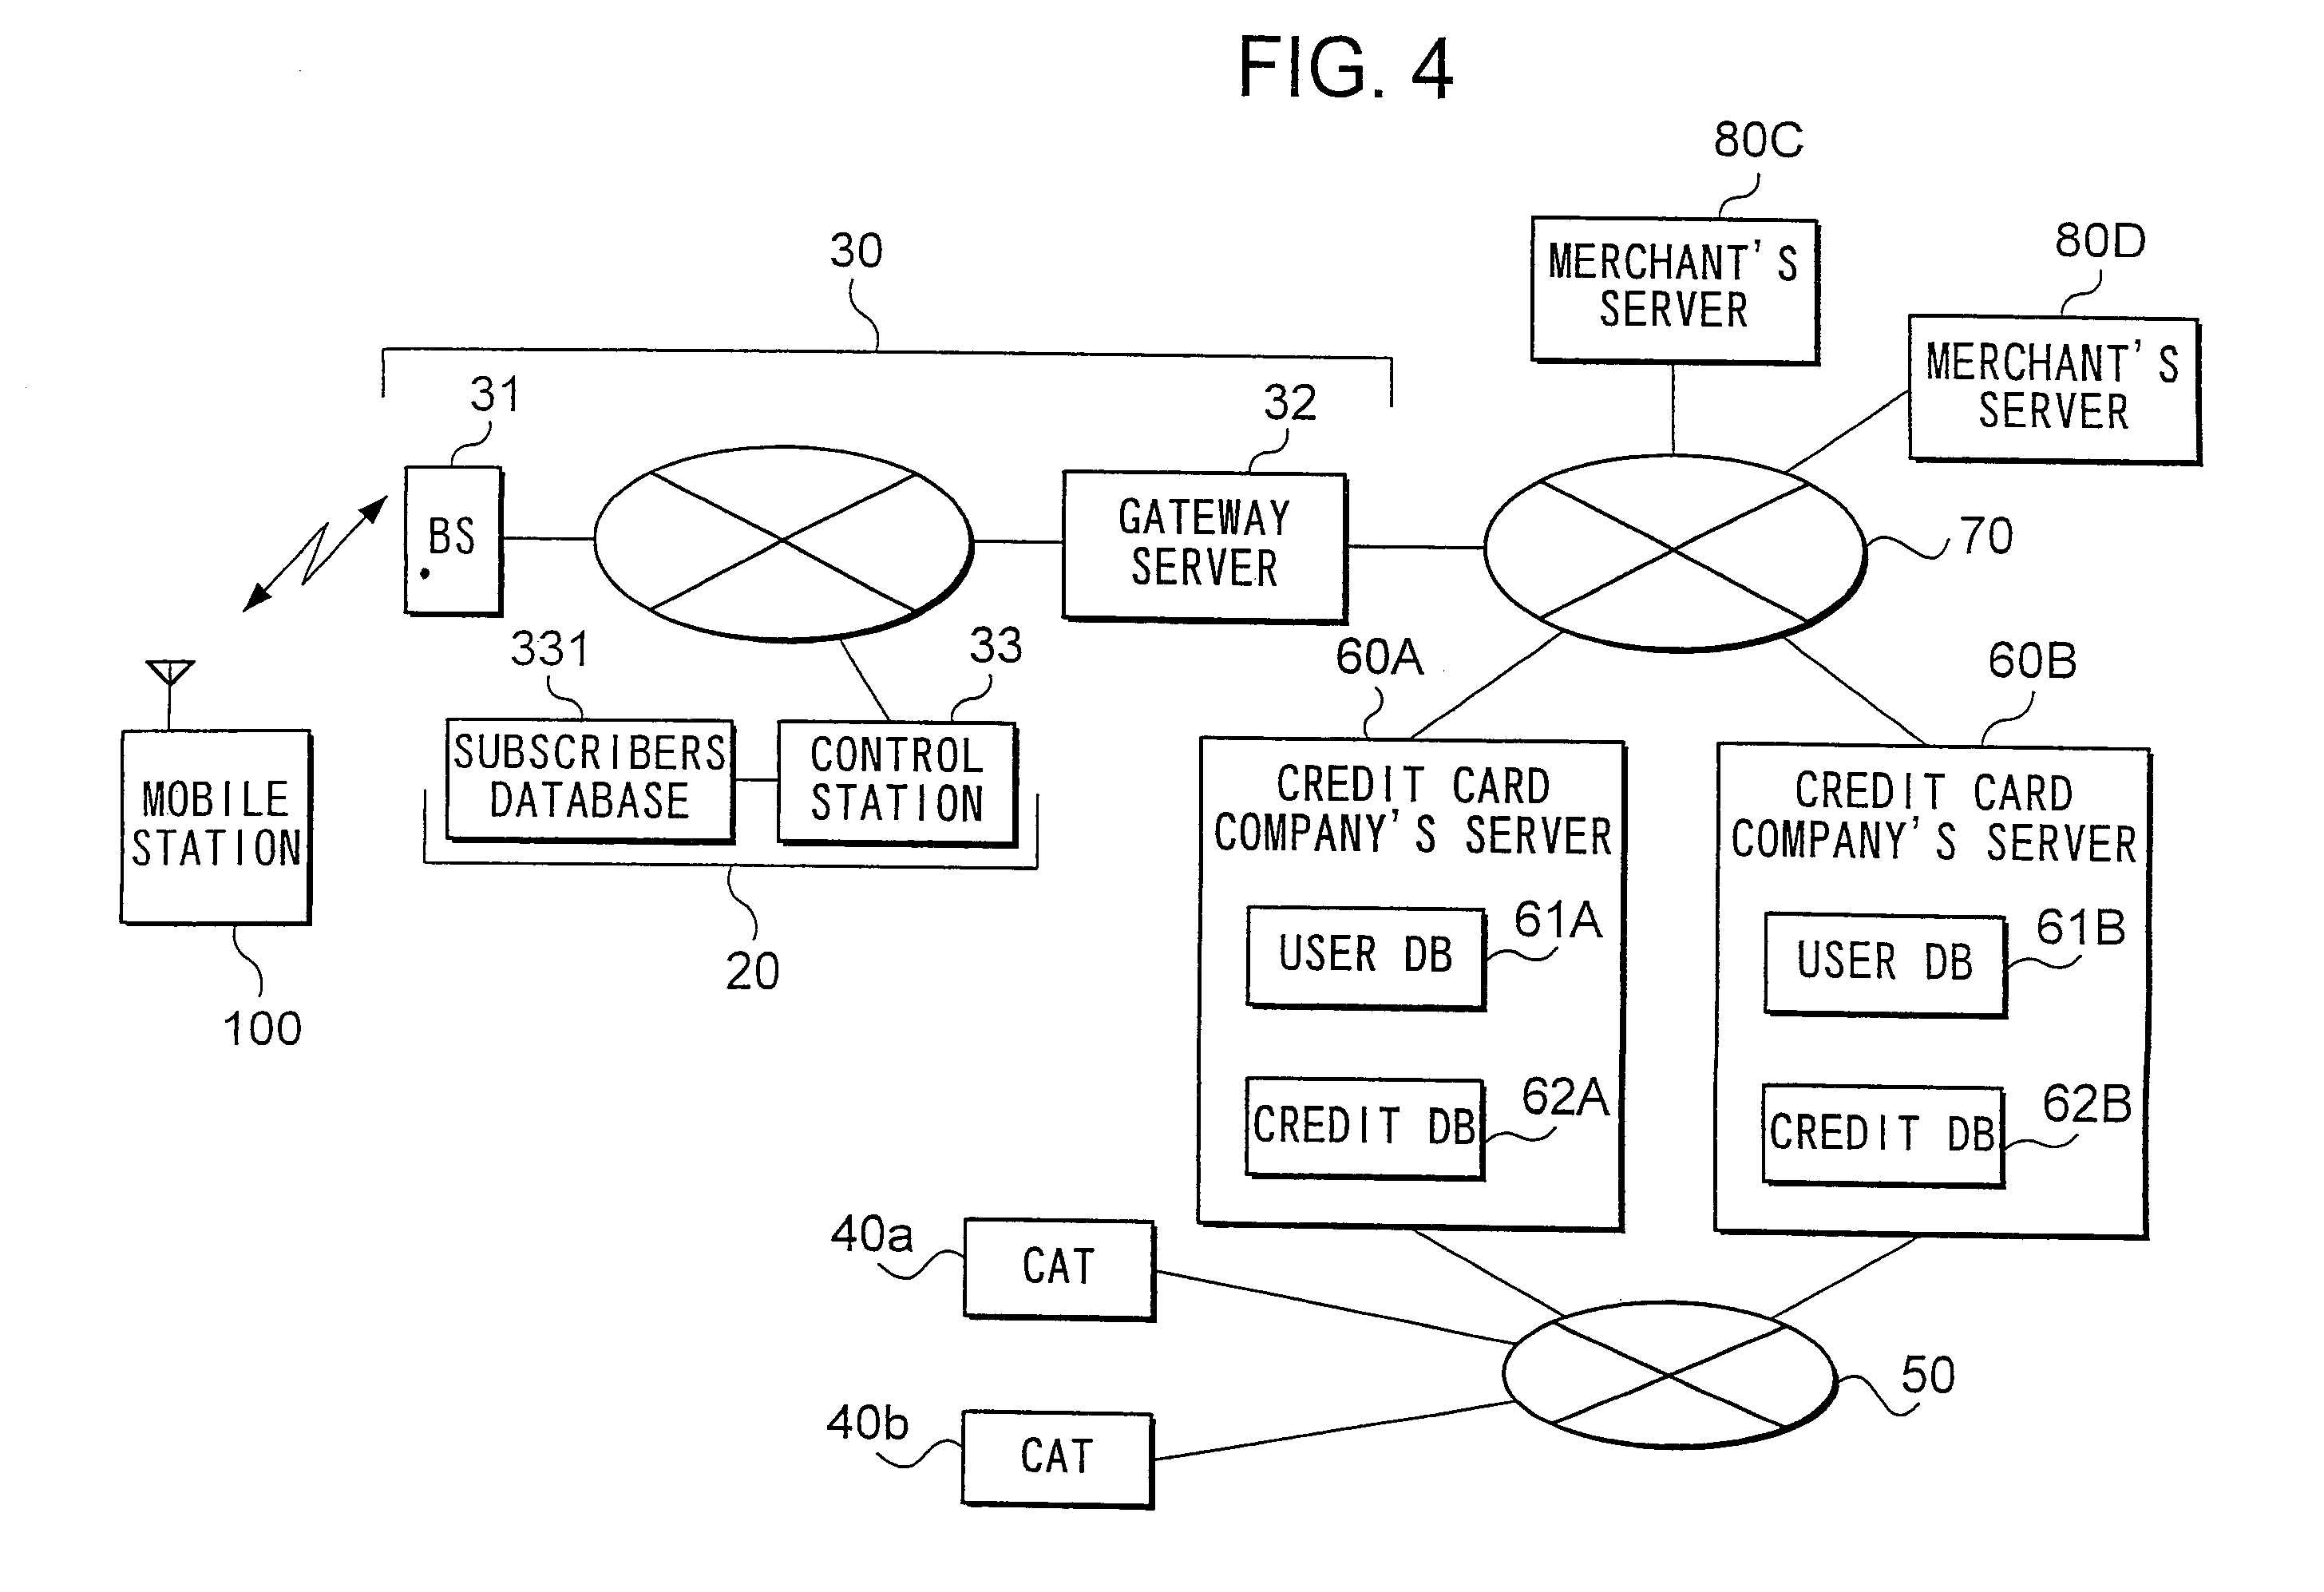 FIG. 4
80C
MERCHANT'S
SERVER
80D
MERCHANT'S
SERVER
30
31
BS
32
GATEWAY
SERVER
70
331
SUBSCRIBERS
DATABASE
33
CONTROL
STATION
20
MOBILE
STATION
100
60A
CREDIT CARD
COMPANY'S SERVER
USER DB
61A
CREDIT DB
62A
60B
CREDIT CARD
COMPANY'S SERVER
USER DB
61B
CREDIT DB
62B
40a
CAT
40b
CAT
50